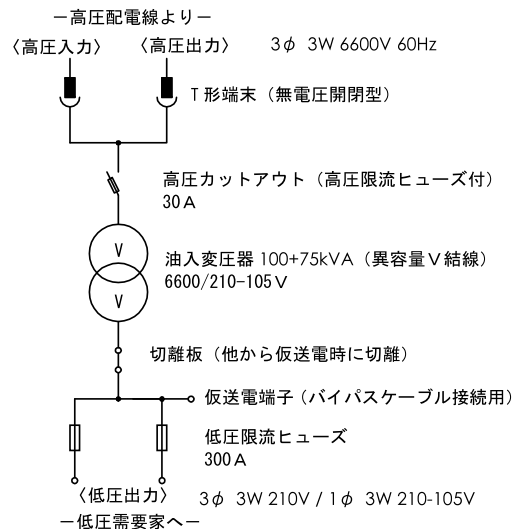 －高圧配電線より－
〈高圧入力〉 〈高圧出力〉 3φ 3W 6600V 60Hz
T形端末（無電圧開閉型）
高圧カットアウト（高圧限流ヒューズ付）
30A
V
油入変圧器 100+75kVA（異容量V結線）
V
6600/210-105V
切離板（他から仮送電時に切離）
仮送電端子（バイパスケーブル接続用）
低圧限流ヒューズ
300A
〈低圧出力〉 3φ 3W 210V / 1φ 3W 210-105V
－低圧需要家へ－